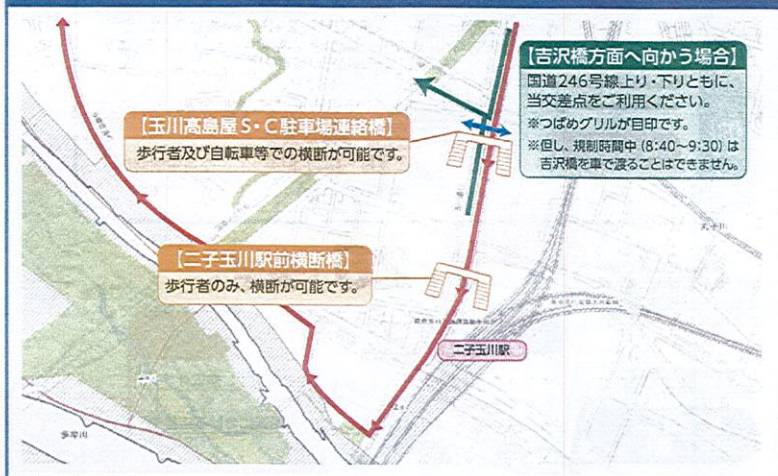 【吉沢橋方面へ向かう場合】
国道246号線上り・下りともに、
当交差点をご利用ください。
※つばめグリルが目印です。
※但し、規制時間中(8:40～9:30)は
吉沢橋を車で渡ることはできません。
【玉川髙島屋S・C駐車場連絡橋】
歩行者及び自転車等での横断が可能です。
【二子玉川駅前横断橋】
歩行者のみ、横断が可能です。
二子玉川駅
多摩川